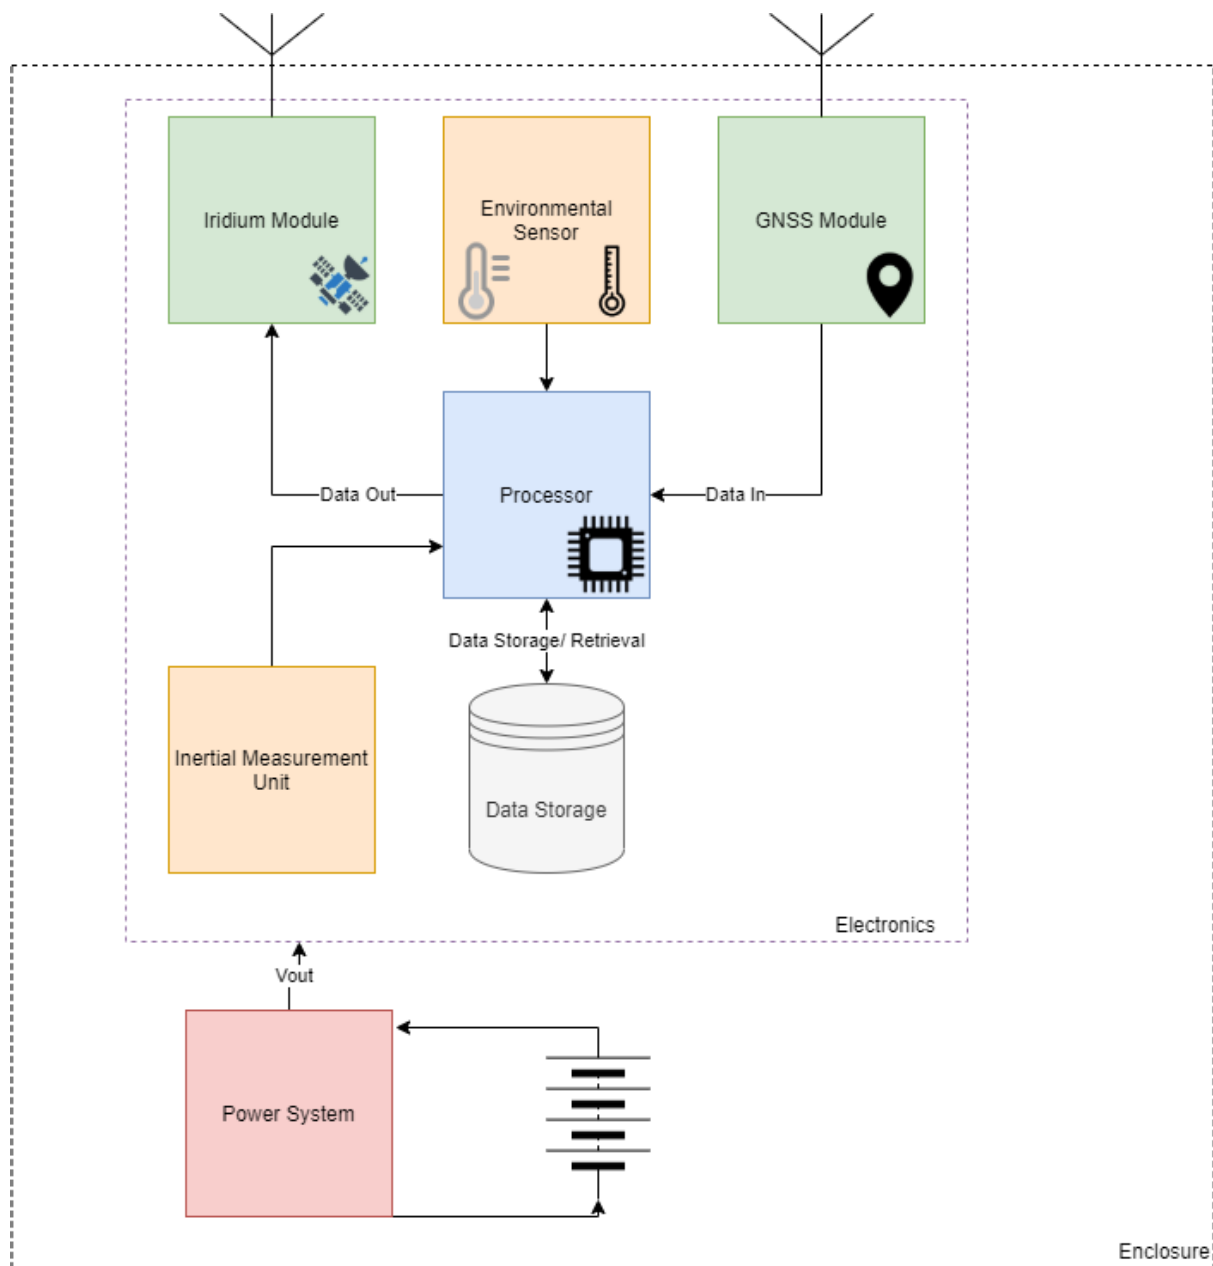 Iridium Module
Environmental
Sensor
GNSS Module
Data Out
Processor
Data In
Data Storage/ Retrieval
Inertial Measurement
Unit
Data Storage
Electronics
Vout
Power System
Enclosure